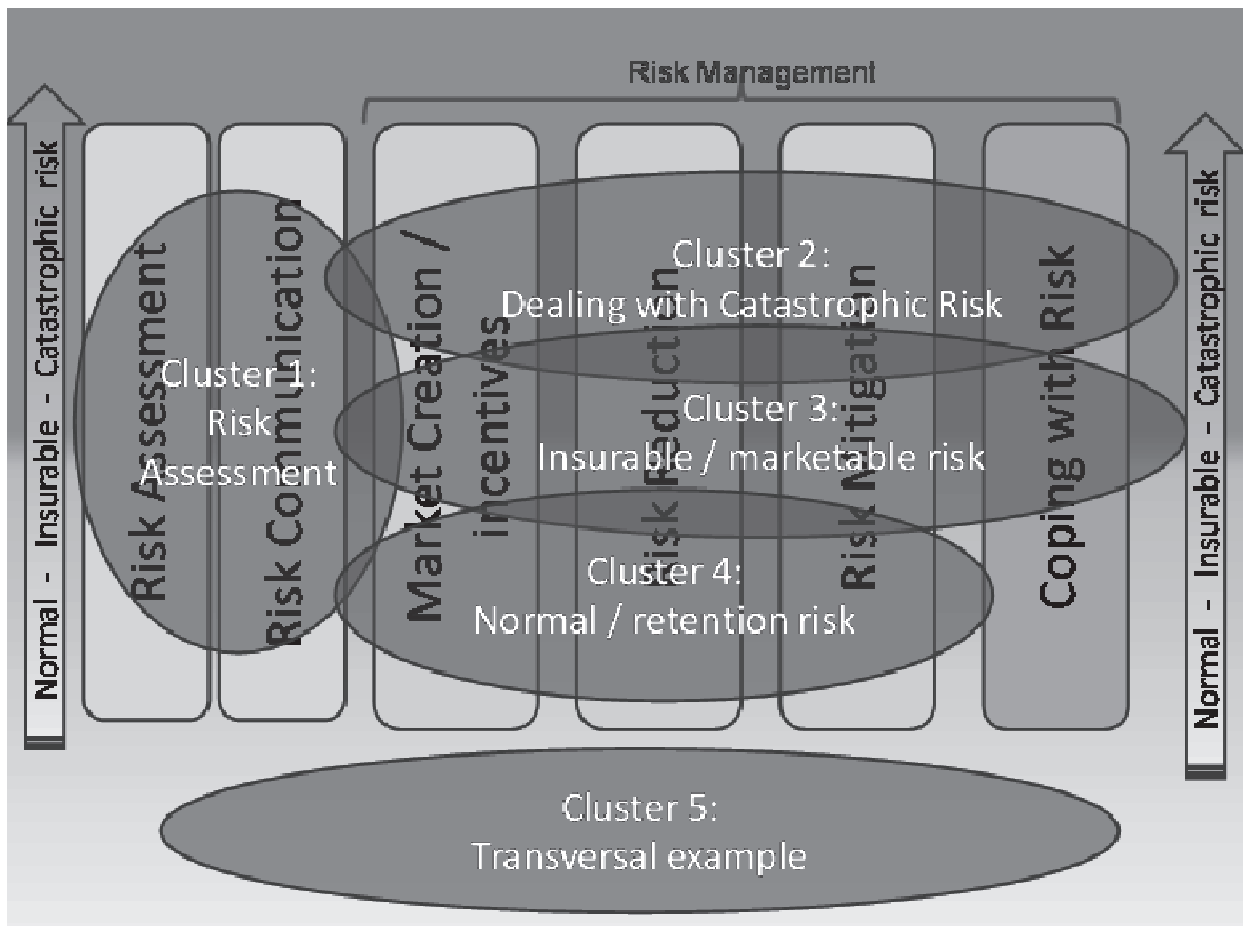 Risk Management
Normal - Insurable - Catastrophic risk
Risk Assessment
Risk Communication
Market Creation /
incentives
Risk Reduction
Risk Mitigation
Coping with Risk
Normal - Insurable - Catastrophic risk
Cluster 1:
Risk
Assessment
Cluster 2:
Dealing with Catastrophic Risk
Cluster 3:
Insurable / marketable risk
Cluster 4:
Normal / retention risk
Cluster 5:
Transversal example